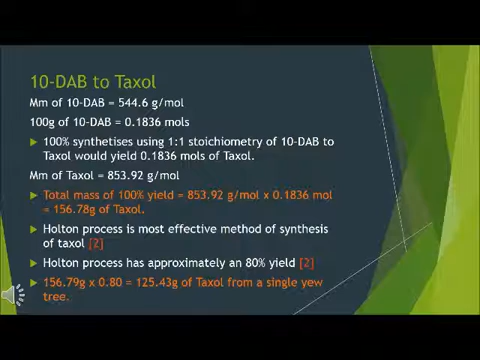 10-DAB to Taxol
Mm of 10-DAB = 544.6 g/mol
100g of 10-DAB = 0.1836 mols
100% synthetises using 1:1 stoichiometry of 10-DAB to
Taxol would yield 0.1836 mols of Taxol.
Mm of Taxol = 853.92 g/mol
Total mass of 100% yield = 853.92 g/mol x 0.1836 mol
= 156.78g of Taxol.
Holton process is most effective method of synthesis
of taxol [2]
Holton process has approximately an 80% yield [2]
156.79g x 0.80 = 125.43g of Taxol from a single yew
tree.